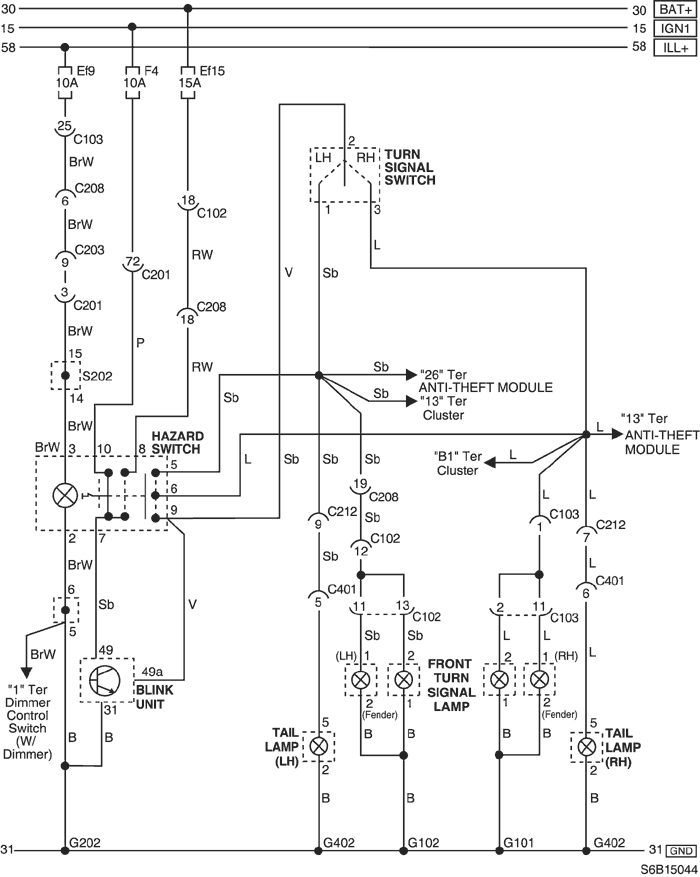 30 30 BAT+
15 15 IGN1
58 58 ILL+
Ef9 10A
F4 10A
Ef15 15A
25 C103
BrW
C208
6
BrW
C203
9
3
C201
BrW
15
S202
14
BrW
72
C201
P
18
C102
RW
C208
18
RW
2
LH RH
TURN
SIGNAL
SWITCH
1 3
L
V
Sb
Sb
"26" Ter
ANTI-THEFT MODULE
Sb
"13" Ter
Cluster
Sb
"13" Ter
ANTI-THEFT
MODULE
L
"B1" Ter
Cluster
L
HAZARD
SWITCH
BrW 3 10 8
5
6
9
2 7
L
Sb Sb Sb
19
C208
C212
9
Sb
C102
12
Sb
C401
5
11 13 C102
L L
C103
1
C212
7
L
C401
6
2 11 C103
BrW
6
5
BrW
"1" Ter
Dimmer
Control
Switch
(W/
Dimmer)
B
Sb
V
49
49a
BLINK
UNIT
31
B
Sb Sb
L L
L
(LH) 1 2
2 1
(Fender)
FRONT
TURN
SIGNAL
LAMP
2 1 (RH)
1 2
(Fender)
B B
B B
TAIL
LAMP
(LH)
5
2
B
TAIL
LAMP
(RH)
5
2
B
31 G202 G402 G102 G101 G402 31 GND
S6B15044